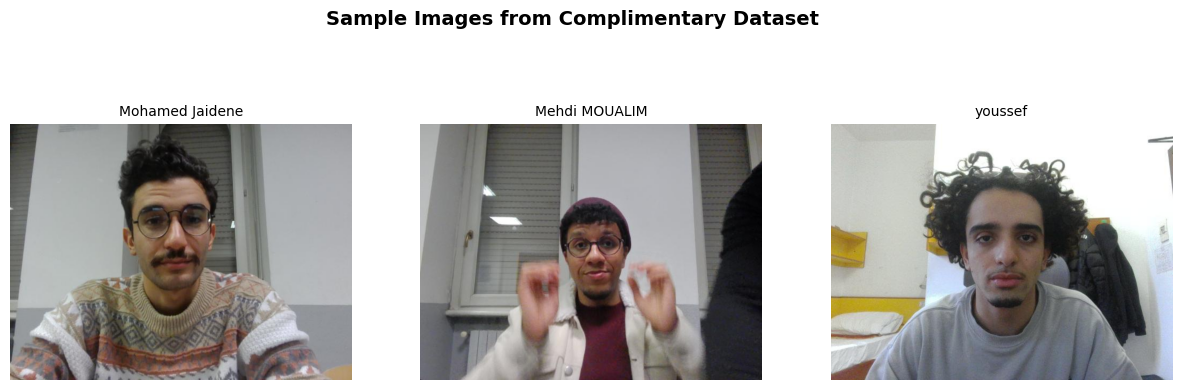 Sample Images from Complimentary Dataset
Mohamed Jaidene
Mehdi MOUALIM
youssef